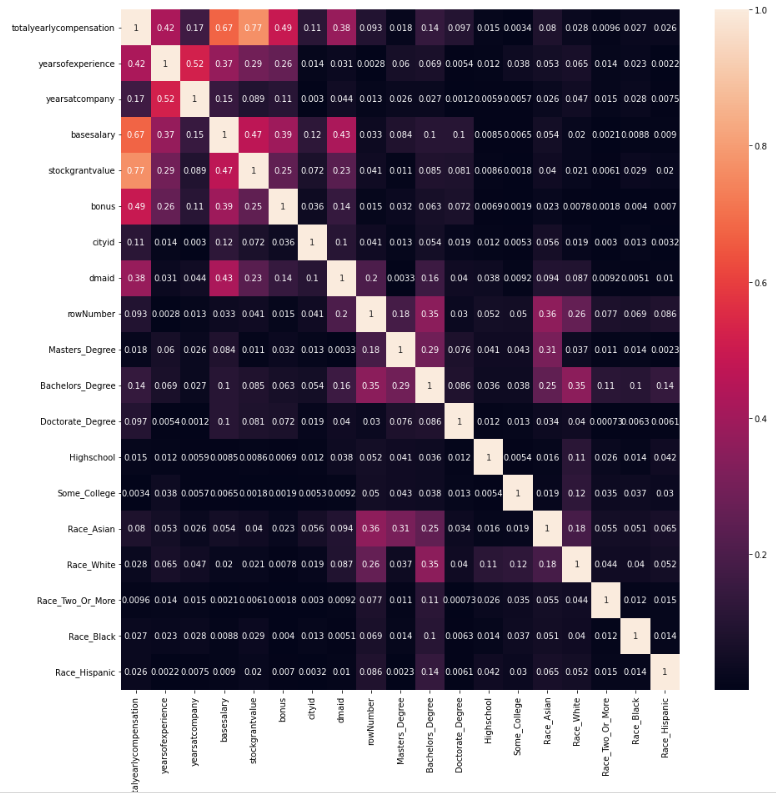 totalyearlycompensation 1 0.42 0.17 0.67 0.77 0.49 0.11 0.38 0.093 0.018 0.14 0.097 0.015 0.0034 0.08 0.028 0.0096 0.027 0.026
yearsofexperience 0.42 1 0.52 0.37 0.29 0.26 0.014 0.031 0.0028 0.06 0.069 0.0054 0.012 0.038 0.053 0.065 0.014 0.023 0.0022
yearsatcompany 0.17 0.52 1 0.15 0.089 0.11 0.003 0.044 0.013 0.026 0.027 0.0012 0.0059 0.0057 0.026 0.047 0.015 0.028 0.0075
basesalary 0.67 0.37 0.15 1 0.47 0.39 0.12 0.43 0.033 0.084 0.1 0.1 0.0085 0.0065 0.054 0.02 0.0021 0.0088 0.009
stockgrantvalue 0.77 0.29 0.089 0.47 1 0.25 0.072 0.23 0.041 0.011 0.085 0.081 0.0086 0.0018 0.04 0.021 0.0061 0.029 0.02
bonus 0.49 0.26 0.11 0.39 0.25 1 0.036 0.14 0.015 0.032 0.063 0.072 0.0069 0.0019 0.023 0.0078 0.0018 0.004 0.007
cityid 0.11 0.014 0.003 0.12 0.072 0.036 1 0.1 0.041 0.013 0.054 0.019 0.012 0.0053 0.056 0.019 0.003 0.013 0.0032
dmaid 0.38 0.031 0.044 0.43 0.23 0.14 0.1 1 0.2 0.0033 0.16 0.04 0.038 0.0092 0.094 0.087 0.0092 0.0051 0.01
rowNumber 0.093 0.0028 0.013 0.033 0.041 0.015 0.041 0.2 1 0.18 0.35 0.03 0.052 0.05 0.36 0.26 0.077 0.069 0.086
Masters_Degree 0.018 0.06 0.026 0.084 0.011 0.032 0.013 0.0033 0.18 1 0.29 0.076 0.041 0.043 0.31 0.037 0.011 0.014 0.0023
Bachelors_Degree 0.14 0.069 0.027 0.1 0.085 0.063 0.054 0.16 0.35 0.29 1 0.086 0.036 0.038 0.25 0.35 0.11 0.1 0.14
Doctorate_Degree 0.097 0.0054 0.0012 0.1 0.081 0.072 0.019 0.04 0.03 0.076 0.086 1 0.012 0.013 0.034 0.04 0.00073 0.0063 0.0061
Highschool 0.015 0.012 0.0059 0.0085 0.0086 0.0069 0.012 0.038 0.052 0.041 0.036 0.012 1 0.0054 0.016 0.11 0.026 0.014 0.042
Some_College 0.0034 0.038 0.0057 0.0065 0.0018 0.0019 0.0053 0.0092 0.05 0.043 0.038 0.013 0.0054 1 0.019 0.12 0.035 0.037 0.03
Race_Asian 0.08 0.053 0.026 0.054 0.04 0.023 0.056 0.094 0.36 0.31 0.25 0.034 0.016 0.019 1 0.18 0.055 0.051 0.065
Race_White 0.028 0.065 0.047 0.02 0.021 0.0078 0.019 0.087 0.26 0.037 0.35 0.04 0.11 0.12 0.18 1 0.044 0.04 0.052
Race_Two_Or_More 0.0096 0.014 0.015 0.0021 0.0061 0.0018 0.003 0.0092 0.077 0.011 0.11 0.00073 0.026 0.035 0.055 0.044 1 0.012 0.015
Race_Black 0.027 0.023 0.028 0.0088 0.029 0.004 0.013 0.0051 0.069 0.014 0.1 0.0063 0.014 0.037 0.051 0.04 0.012 1 0.014
Race_Hispanic 0.026 0.0022 0.0075 0.009 0.02 0.007 0.0032 0.01 0.086 0.0023 0.14 0.0061 0.042 0.03 0.065 0.052 0.015 0.014 1
talyearlycompensation
yearsofexperience
yearsatcompany
basesalary
stockgrantvalue
bonus
cityid
dmaid
rowNumber
Masters_Degree
Bachelors_Degree
Doctorate_Degree
Highschool
Some_College
Race_Asian
Race_White
Race_Two_Or_More
Race_Black
Race_Hispanic
1.0
0.8
0.6
0.4
0.2